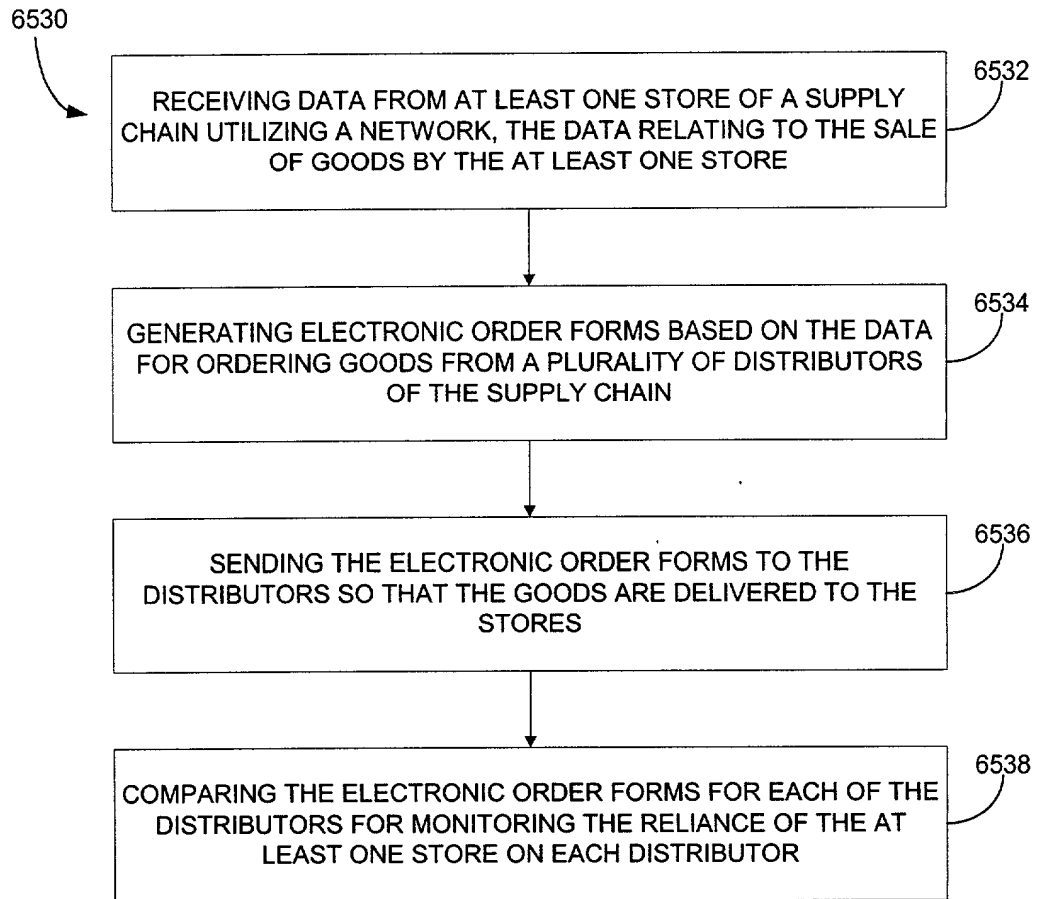 6530
6532
RECEIVING DATA FROM AT LEAST ONE STORE OF A SUPPLY
CHAIN UTILIZING A NETWORK, THE DATA RELATING TO THE SALE
OF GOODS BY THE AT LEAST ONE STORE
6534
GENERATING ELECTRONIC ORDER FORMS BASED ON THE DATA
FOR ORDERING GOODS FROM A PLURALITY OF DISTRIBUTORS
OF THE SUPPLY CHAIN
6536
SENDING THE ELECTRONIC ORDER FORMS TO THE
DISTRIBUTORS SO THAT THE GOODS ARE DELIVERED TO THE
STORES
6538
COMPARING THE ELECTRONIC ORDER FORMS FOR EACH OF THE
DISTRIBUTORS FOR MONITORING THE RELIANCE OF THE AT
LEAST ONE STORE ON EACH DISTRIBUTOR